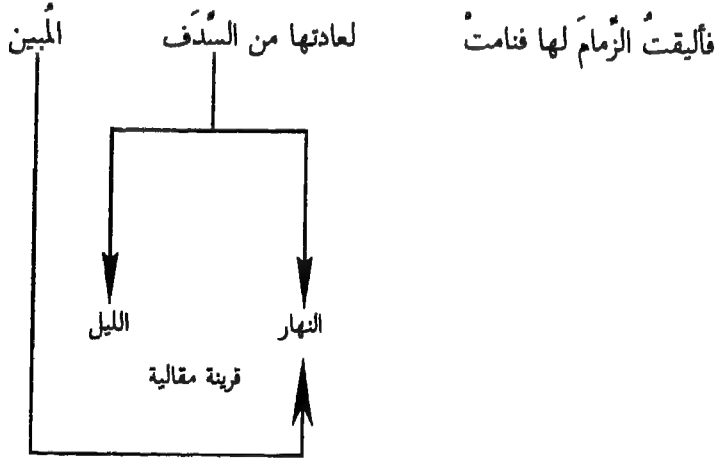 فأليقتُ الزِّمامَ لها فنامتْ لعادتها من السَّدَف المُبين
النهار الليل
قرينة مقالية